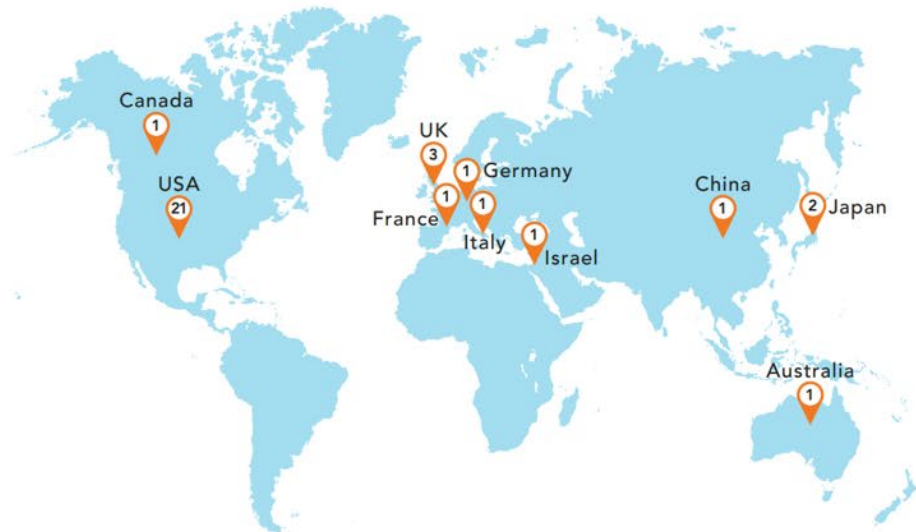 Canada
1
USA
21
UK
3
1
Germany
1
France
1
Italy
1
Israel
China
1
2
Japan
Australia
1